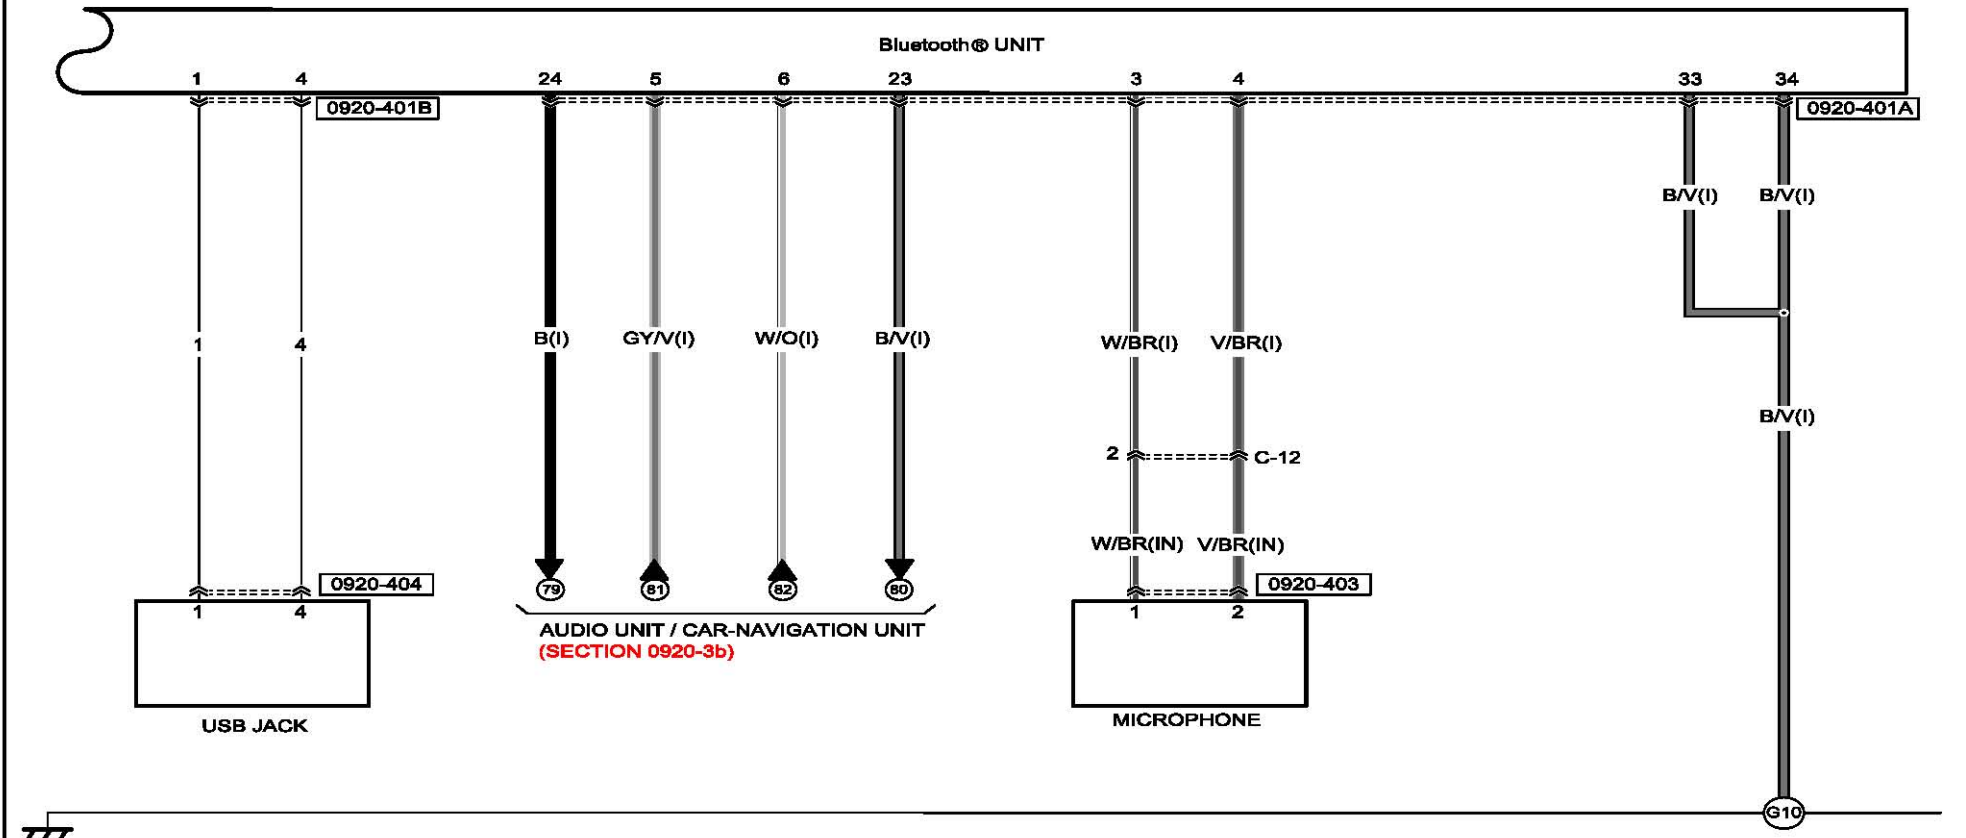 Bluetooth® UNIT
1 4 24 5 6 23 3 4 33 34
0920-401B 0920-401A
B/V(I) B/V(I)
1 4 B(I) GY/V(I) W/O(I) B/V(I) W/BR(I) V/BR(I)
B/V(I)
2 C-12
W/BR(IN) V/BR(IN)
0920-404 79 81 82 80 0920-403
1 4 1 2
AUDIO UNIT / CAR-NAVIGATION UNIT
(SECTION 0920-3b)
USB JACK MICROPHONE
G10